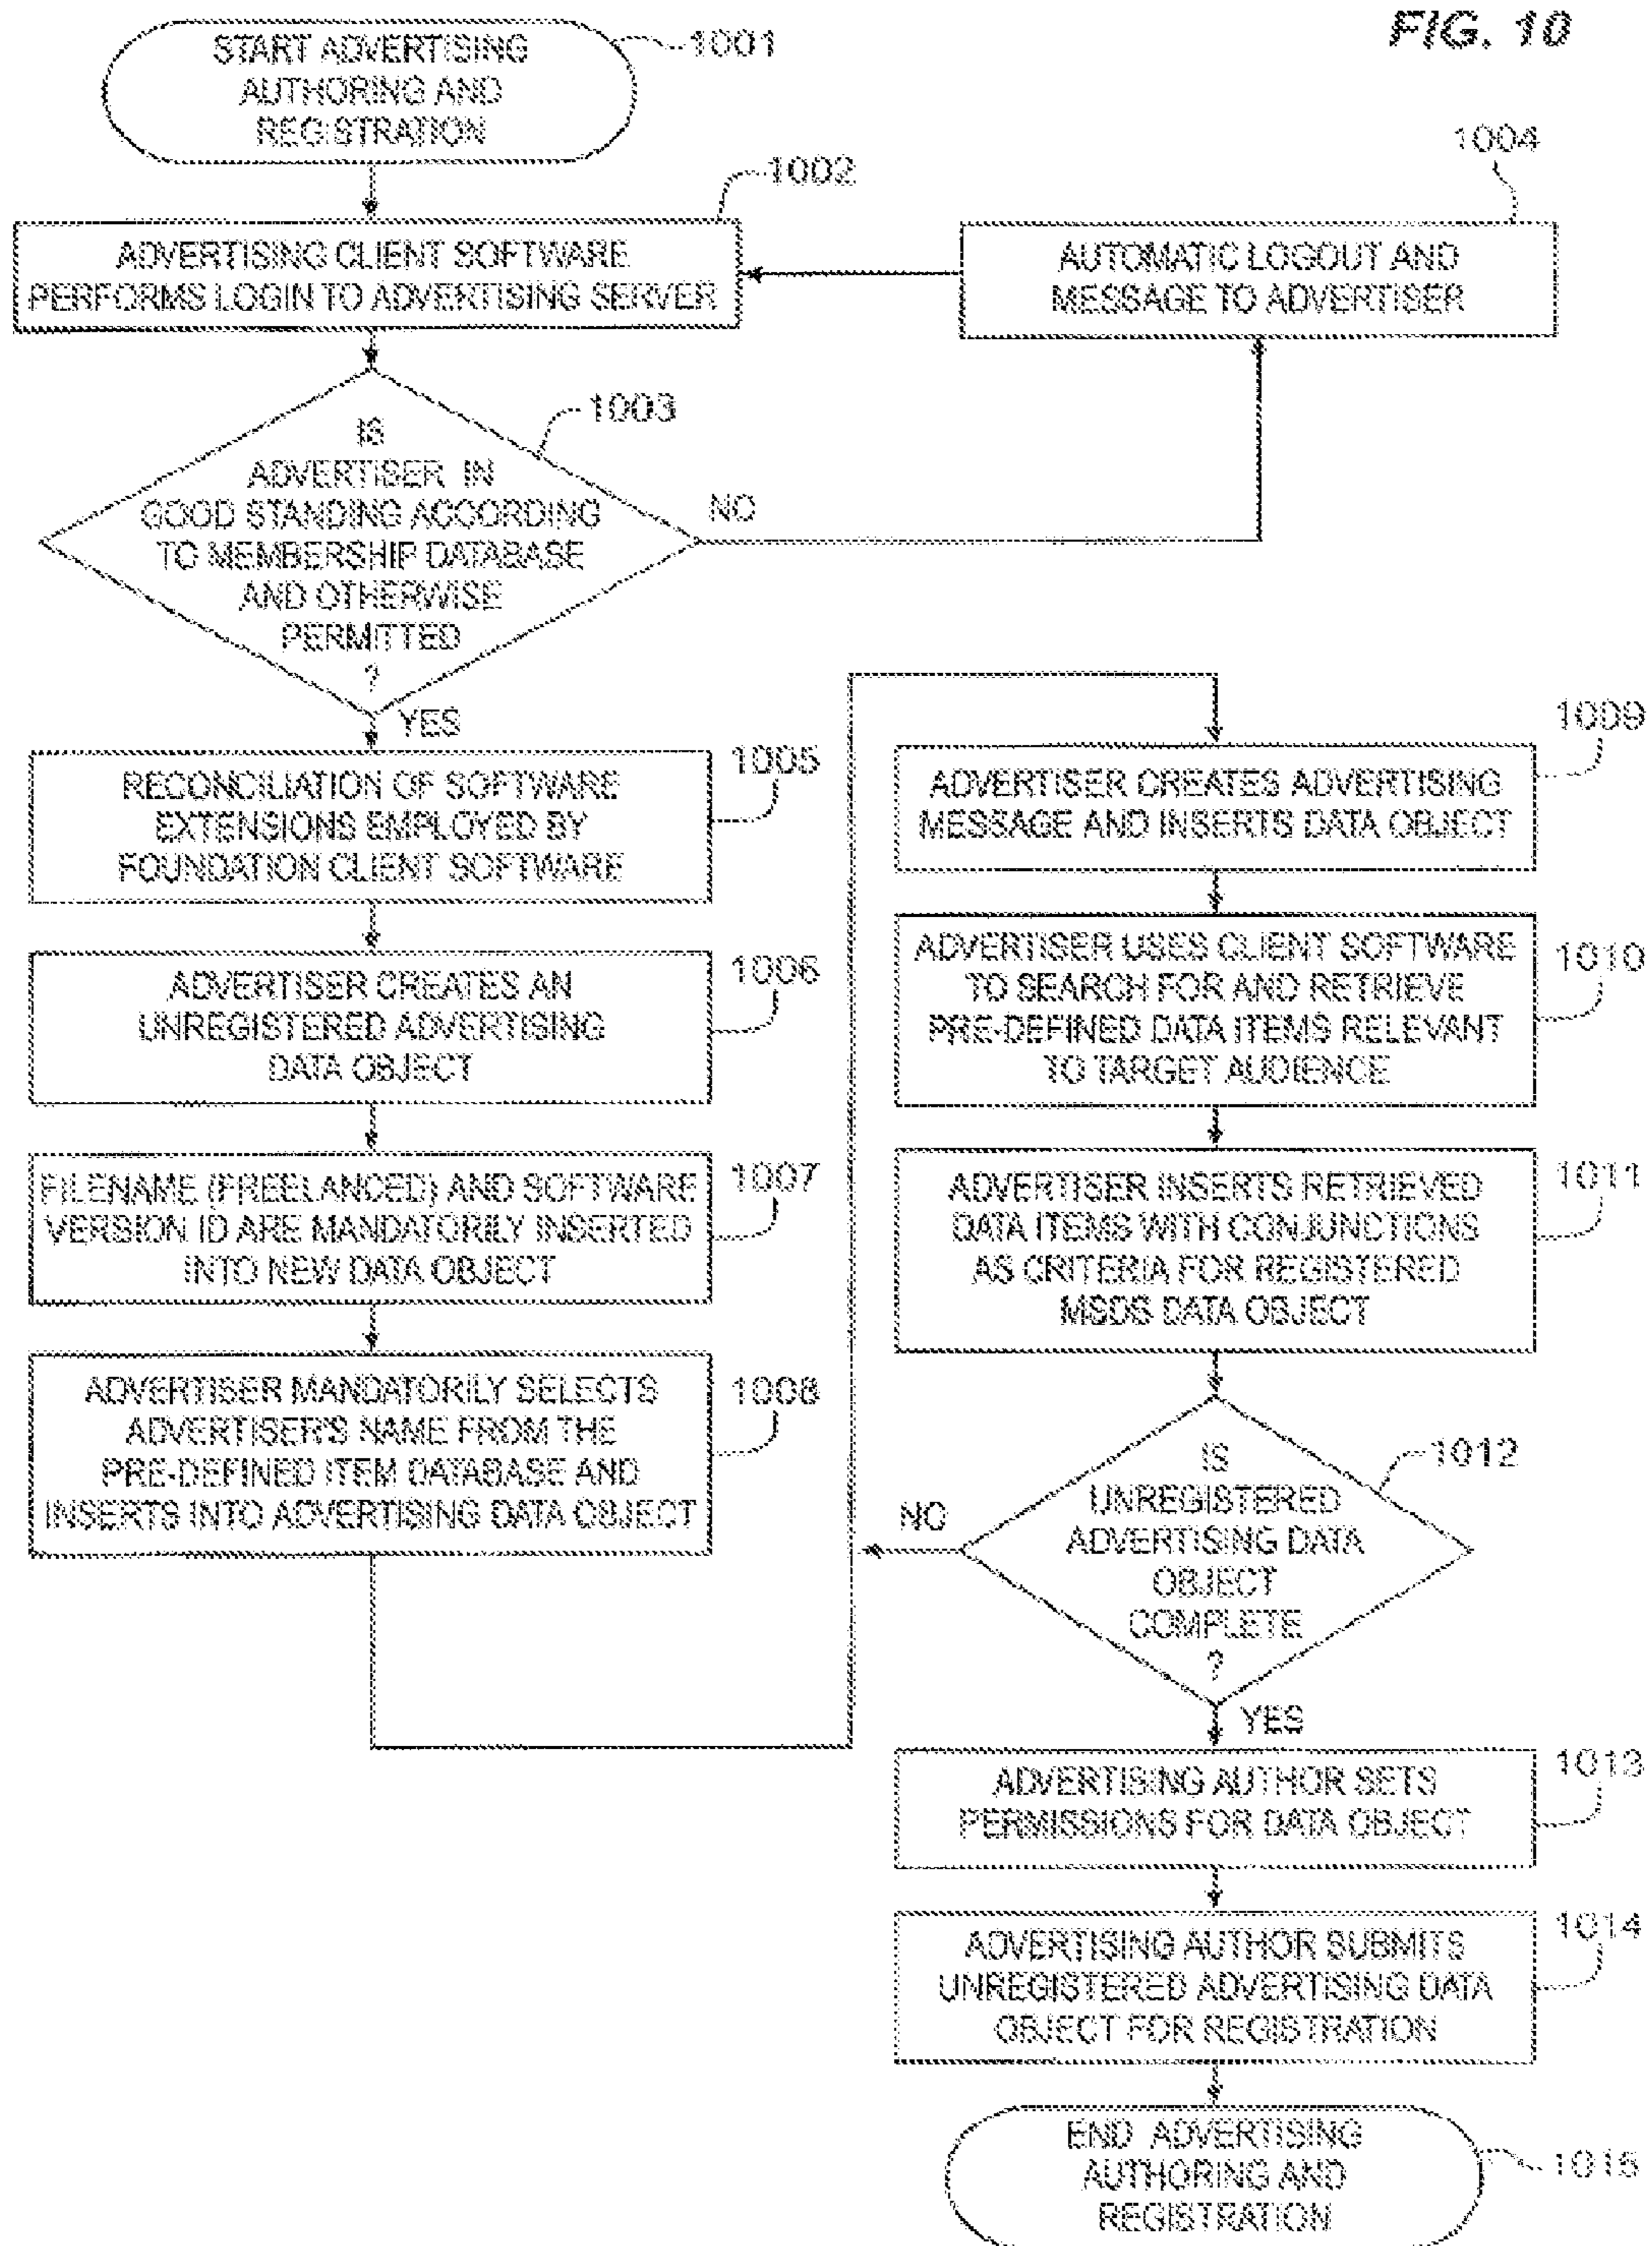 FIG. 10
START ADVERTISING
AUTHORING AND
REGISTRATION
1001
1002
ADVERTISING CLIENT SOFTWARE
PERFORMS LOGIN TO ADVERTISING SERVER
1004
AUTOMATIC LOGOUT AND
MESSAGE TO ADVERTISER
1003
IS
ADVERTISER IN
GOOD STANDING ACCORDING
TO MEMBERSHIP DATABASE
AND OTHERWISE
PERMITTED
?
NO
YES
1005
RECONCILIATION OF SOFTWARE
EXTENSIONS EMPLOYED BY
FOUNDATION CLIENT SOFTWARE
1006
ADVERTISER CREATES AN
UNREGISTERED ADVERTISING
DATA OBJECT
1007
FILENAME (FREELANCED) AND SOFTWARE
VERSION ID ARE MANDATORILY INSERTED
INTO NEW DATA OBJECT
1008
ADVERTISER MANDATORILY SELECTS
ADVERTISER'S NAME FROM THE
PRE-DEFINED ITEM DATABASE AND
INSERTS INTO ADVERTISING DATA OBJECT
1009
ADVERTISER CREATES ADVERTISING
MESSAGE AND INSERTS DATA OBJECT
1010
ADVERTISER USES CLIENT SOFTWARE
TO SEARCH FOR AND RETRIEVE
PRE-DEFINED DATA ITEMS RELEVANT
TO TARGET AUDIENCE
1011
ADVERTISER INSERTS RETRIEVED
DATA ITEMS WITH CONJUNCTIONS
AS CRITERIA FOR REGISTERED
MSDS DATA OBJECT
1012
IS
UNREGISTERED
ADVERTISING DATA
OBJECT
COMPLETE
?
NO
YES
1013
ADVERTISING AUTHOR SETS
PERMISSIONS FOR DATA OBJECT
1014
ADVERTISING AUTHOR SUBMITS
UNREGISTERED ADVERTISING DATA
OBJECT FOR REGISTRATION
END ADVERTISING
AUTHORING AND
REGISTRATION
1015